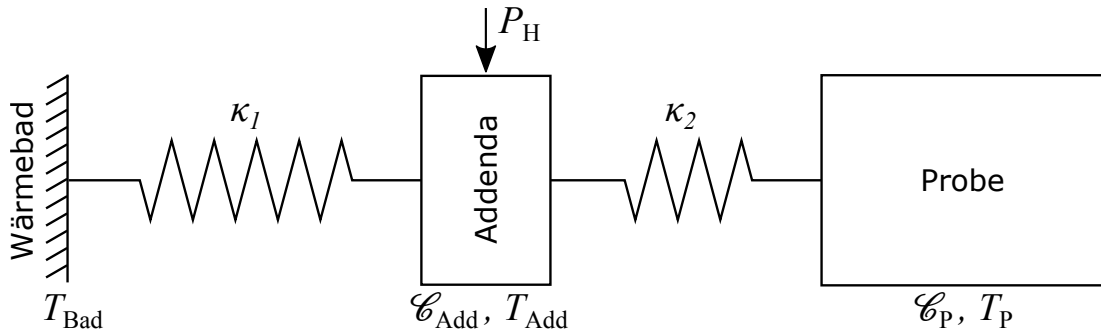 P_H
κ_1
κ_2
Wärmebad
Addenda
Probe
T_Bad
𝒞_Add, T_Add
𝒞_P, T_P